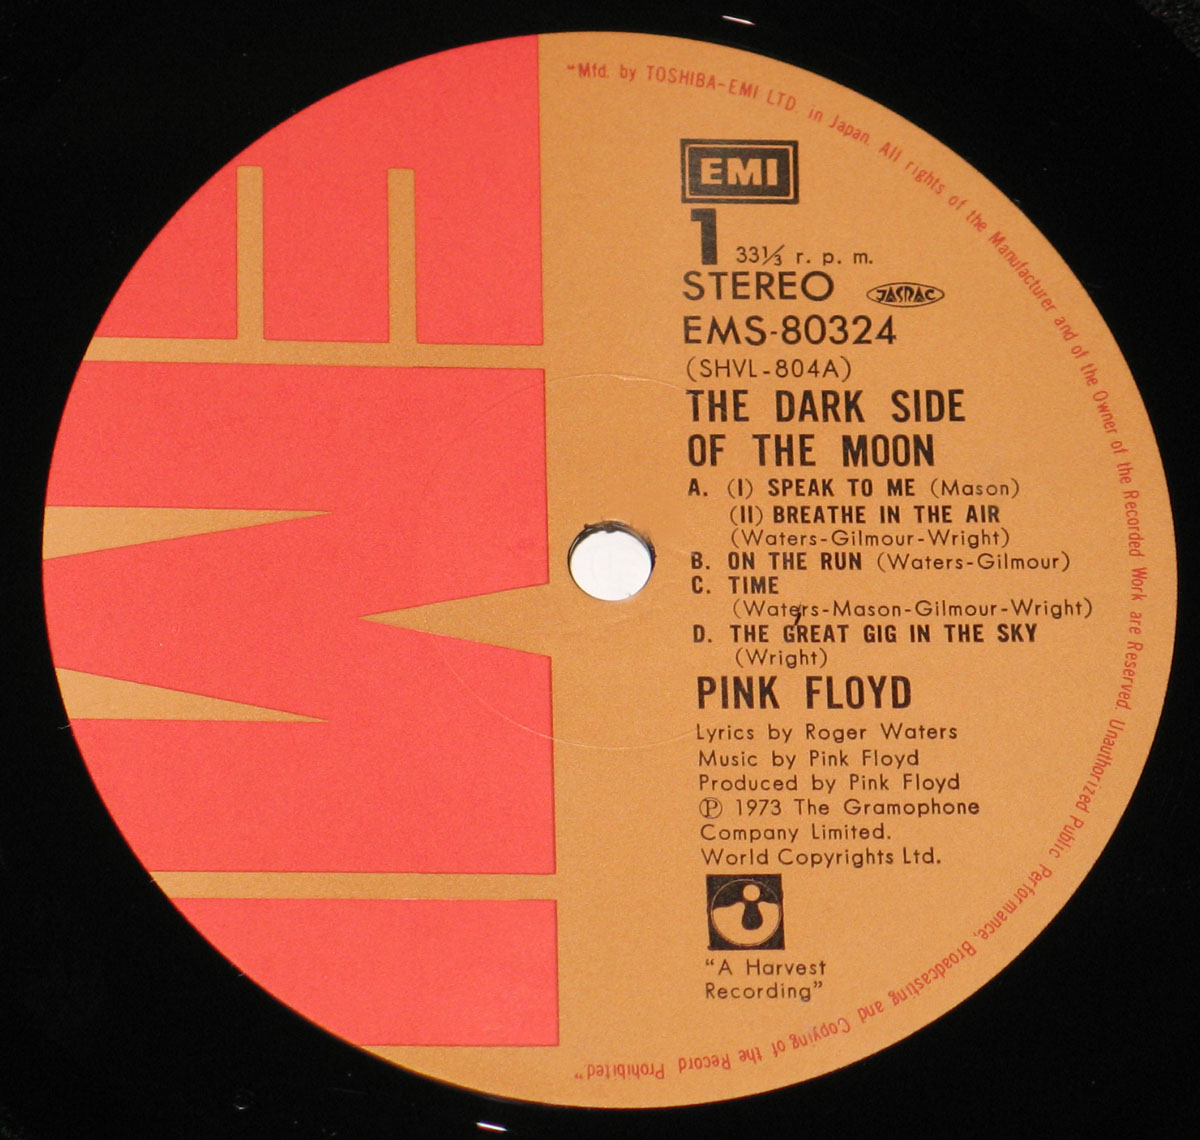 "Mfd. by TOSHIBA-EMI LTD. in Japan. All rights of the Manufacturer and of the Owner of the Recorded Work are Reserved. Unauthorized Public Performance, Broadcasting and Copying of the Record Prohibited"
EMI
EMI
1 33⅓ r. p. m.
STEREO JASRAC
EMS-80324
(SHVL-804A)
THE DARK SIDE
OF THE MOON
A. (I) SPEAK TO ME (Mason)
(II) BREATHE IN THE AIR
(Waters-Gilmour-Wright)
B. ON THE RUN (Waters-Gilmour)
C. TIME
(Waters-Mason-Gilmour-Wright)
D. THE GREAT GIG IN THE SKY
(Wright)
PINK FLOYD
Lyrics by Roger Waters
Music by Pink Floyd
Produced by Pink Floyd
℗ 1973 The Gramophone
Company Limited.
World Copyrights Ltd.
"A Harvest
Recording"